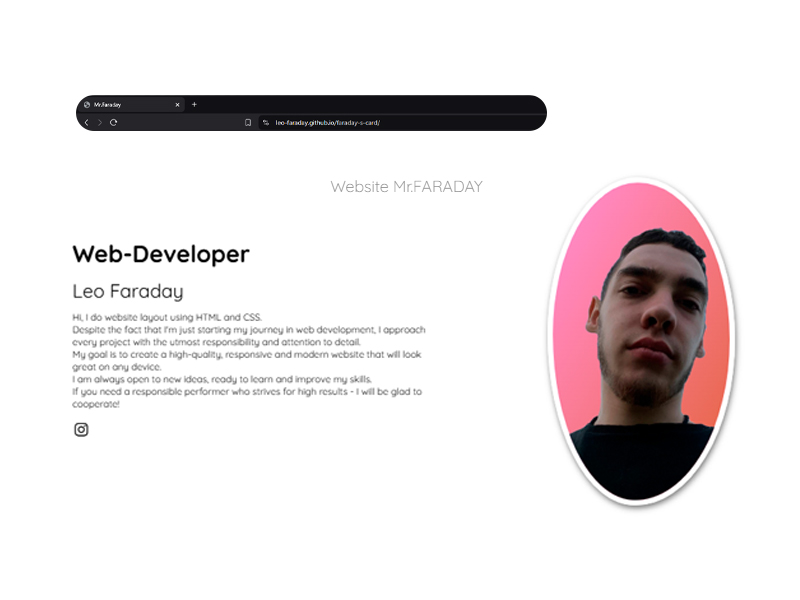 Mr.Faraday
leo-faraday.github.io/faraday-s-card/
Website Mr.FARADAY
Web-Developer
Leo Faraday
Hi, I do website layout using HTML and CSS.
Despite the fact that I'm just starting my journey in web development, I approach
every project with the utmost responsibility and attention to detail.
My goal is to create a high-quality, responsive and modern website that will look
great on any device.
I am always open to new ideas, ready to learn and improve my skills.
If you need a responsible performer who strives for high results - I will be glad to
cooperate!